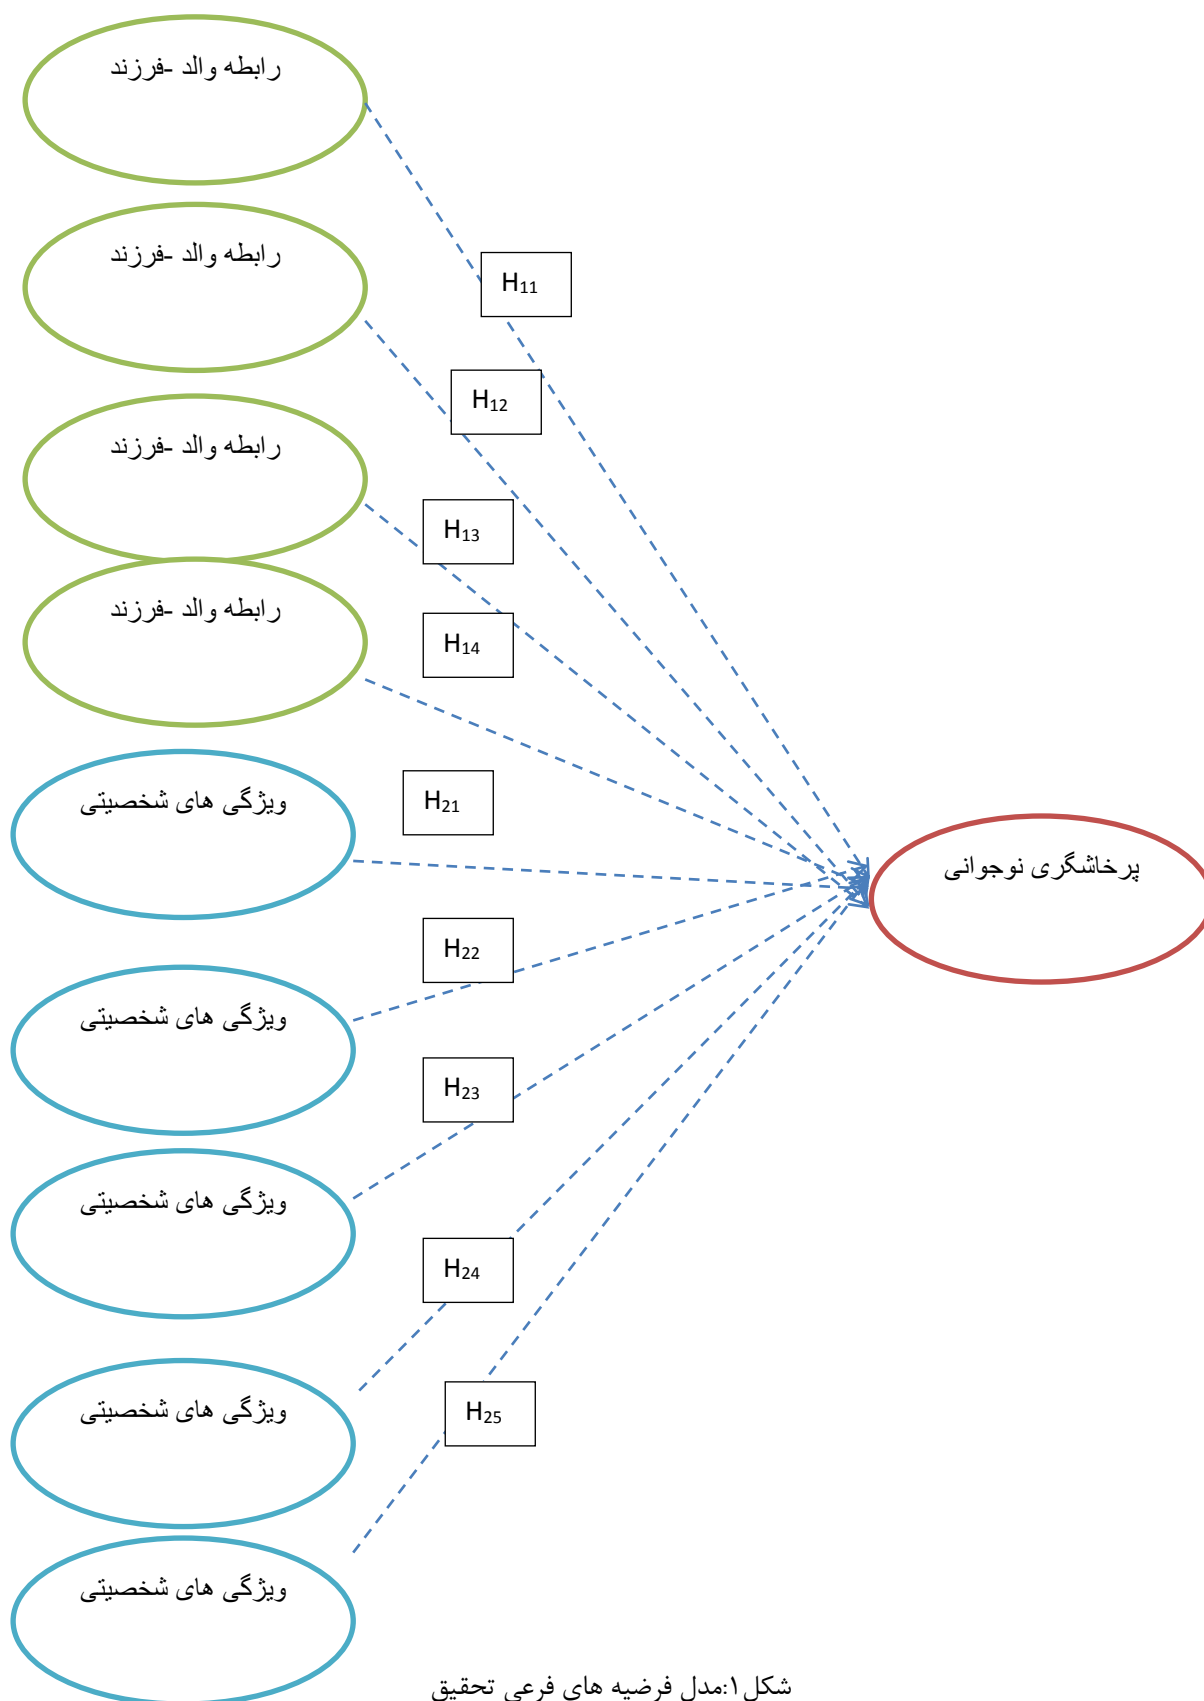 رابطه والد -فرزند
رابطه والد -فرزند
H11
H12
رابطه والد -فرزند
H13
رابطه والد -فرزند
H14
ویژگی های شخصیتی
H21
پرخاشگری نوجوانی
H22
ویژگی های شخصیتی
H23
ویژگی های شخصیتی
H24
ویژگی های شخصیتی
H25
ویژگی های شخصیتی
شکل۱:مدل فرضیه های فرعی تحقیق